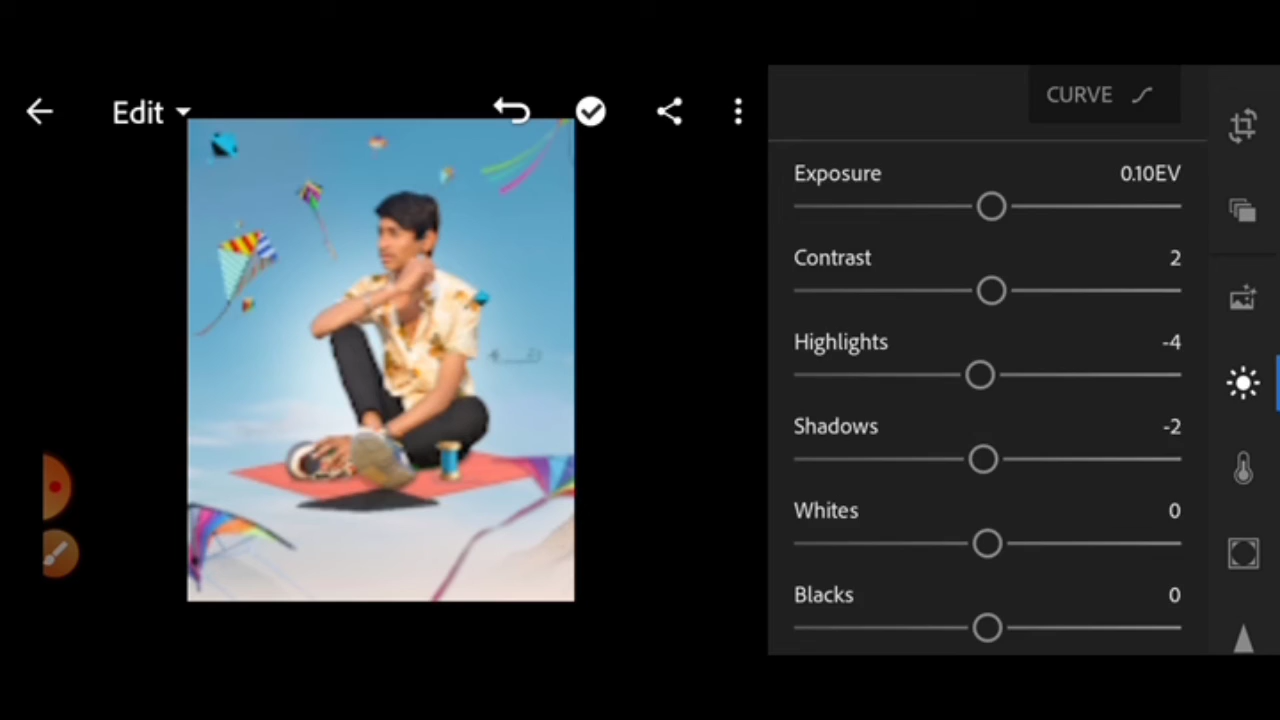 Edit
CURVE
Exposure 0.10EV
Contrast 2
Highlights -4
Shadows -2
Whites 0
Blacks 0